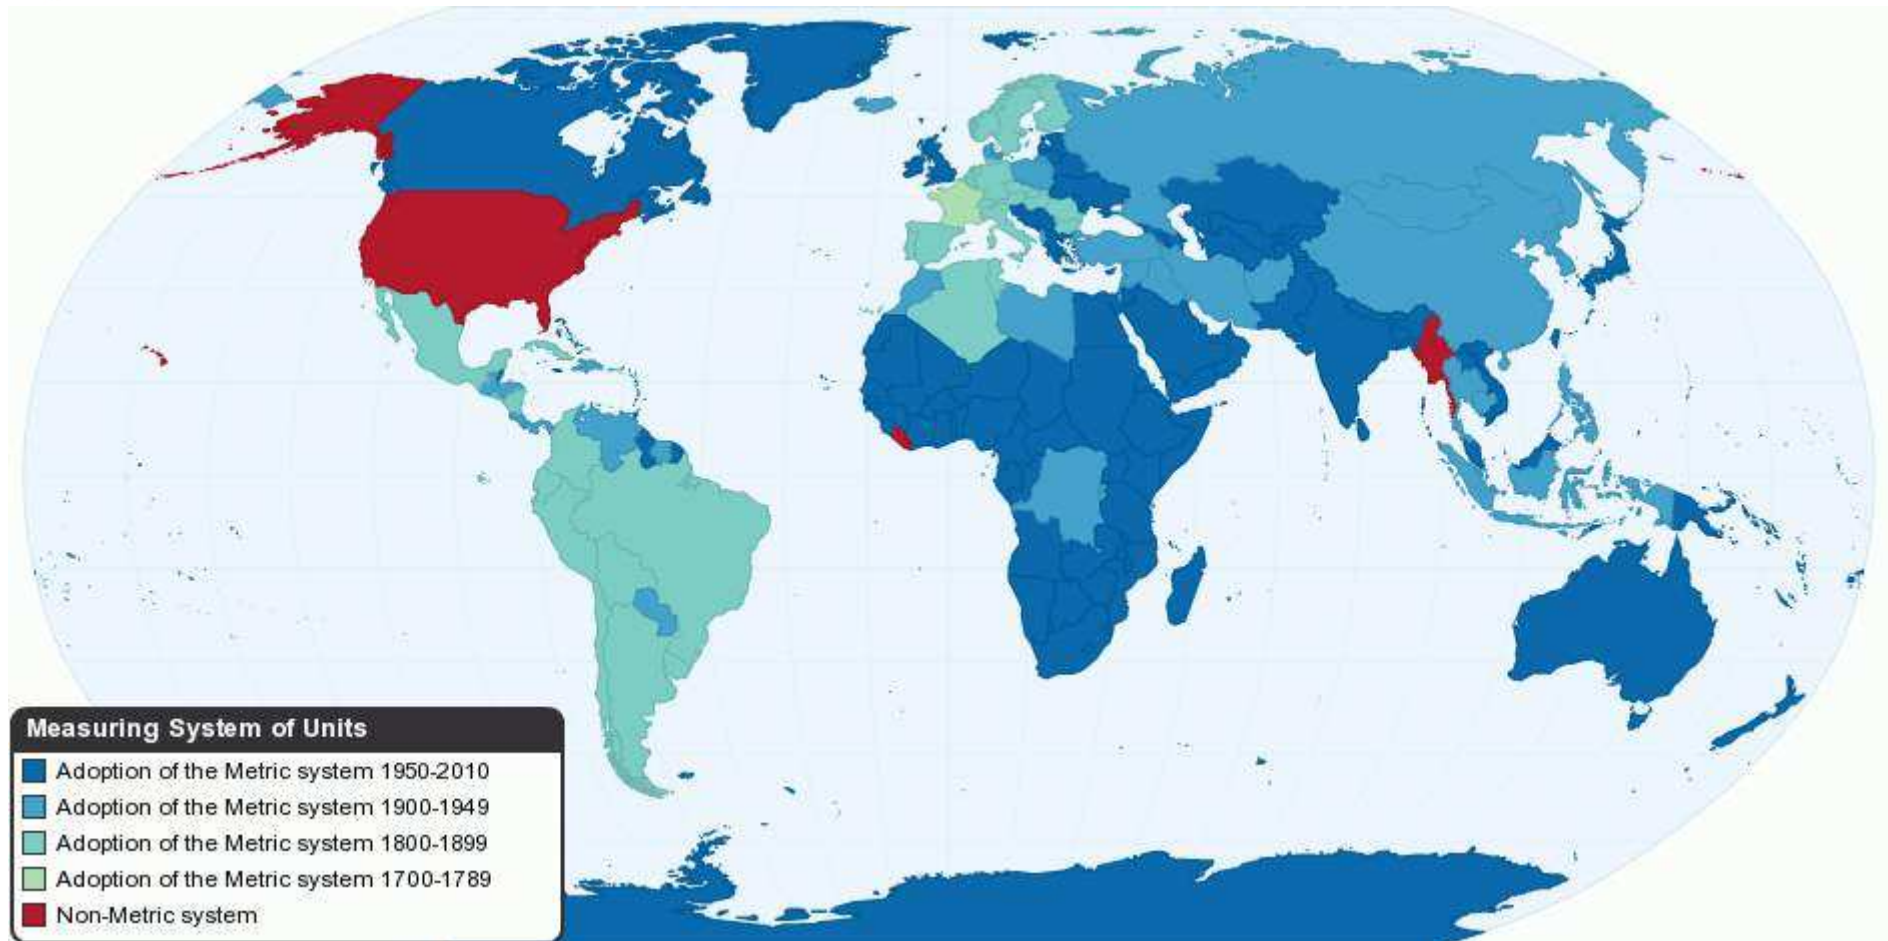 Measuring System of Units
Adoption of the Metric system 1950-2010
Adoption of the Metric system 1900-1949
Adoption of the Metric system 1800-1899
Adoption of the Metric system 1700-1789
Non-Metric system